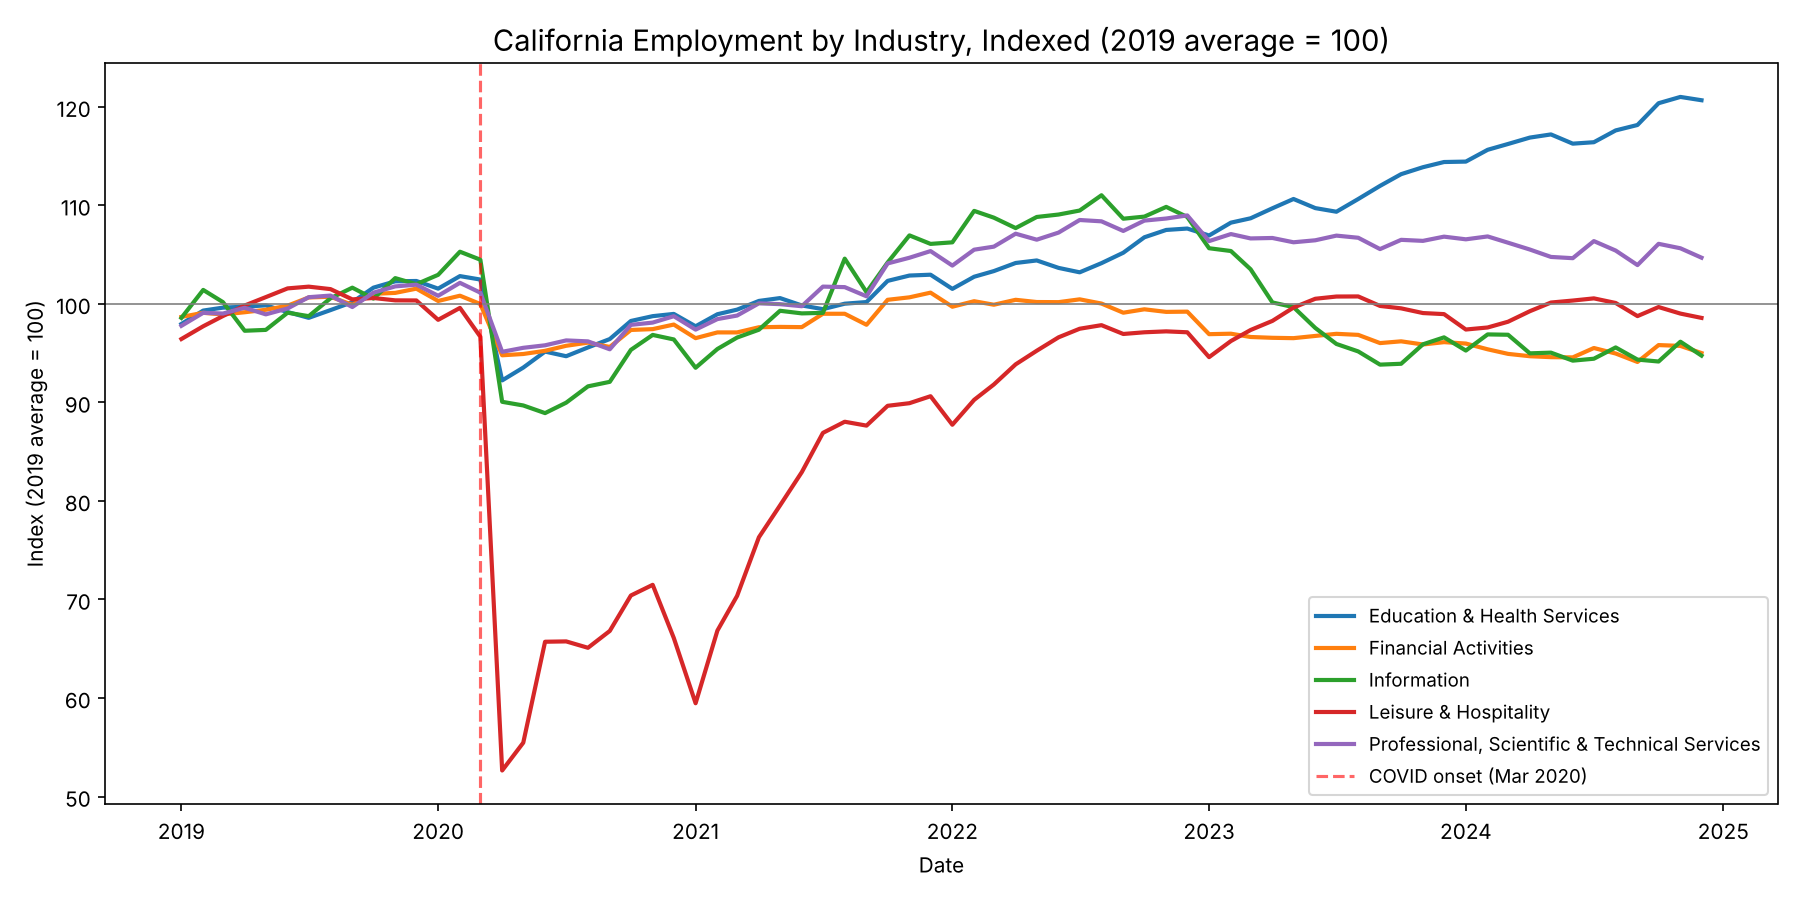 California Employment by Industry, Indexed (2019 average = 100)
Index (2019 average = 100)
120
110
100
90
80
70
60
50
2019
2020
2021
2022
2023
2024
2025
Date
Education & Health Services
Financial Activities
Information
Leisure & Hospitality
Professional, Scientific & Technical Services
COVID onset (Mar 2020)